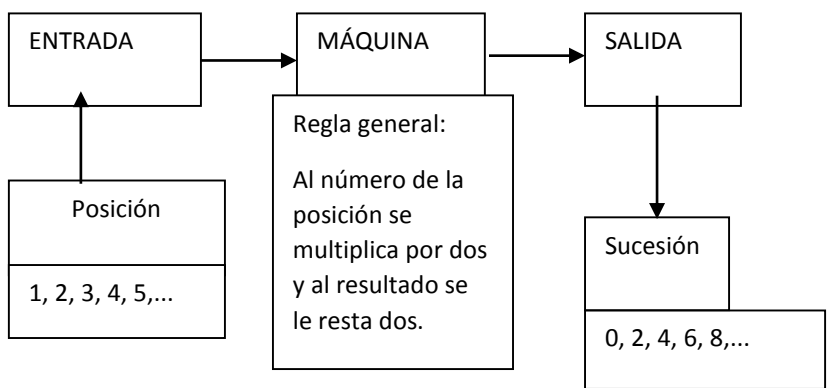 ENTRADA
MÁQUINA
SALIDA
Regla general:
Al número de la
posición se
multiplica por dos
y al resultado se
le resta dos.
Posición
1, 2, 3, 4, 5,...
Sucesión
0, 2, 4, 6, 8,...